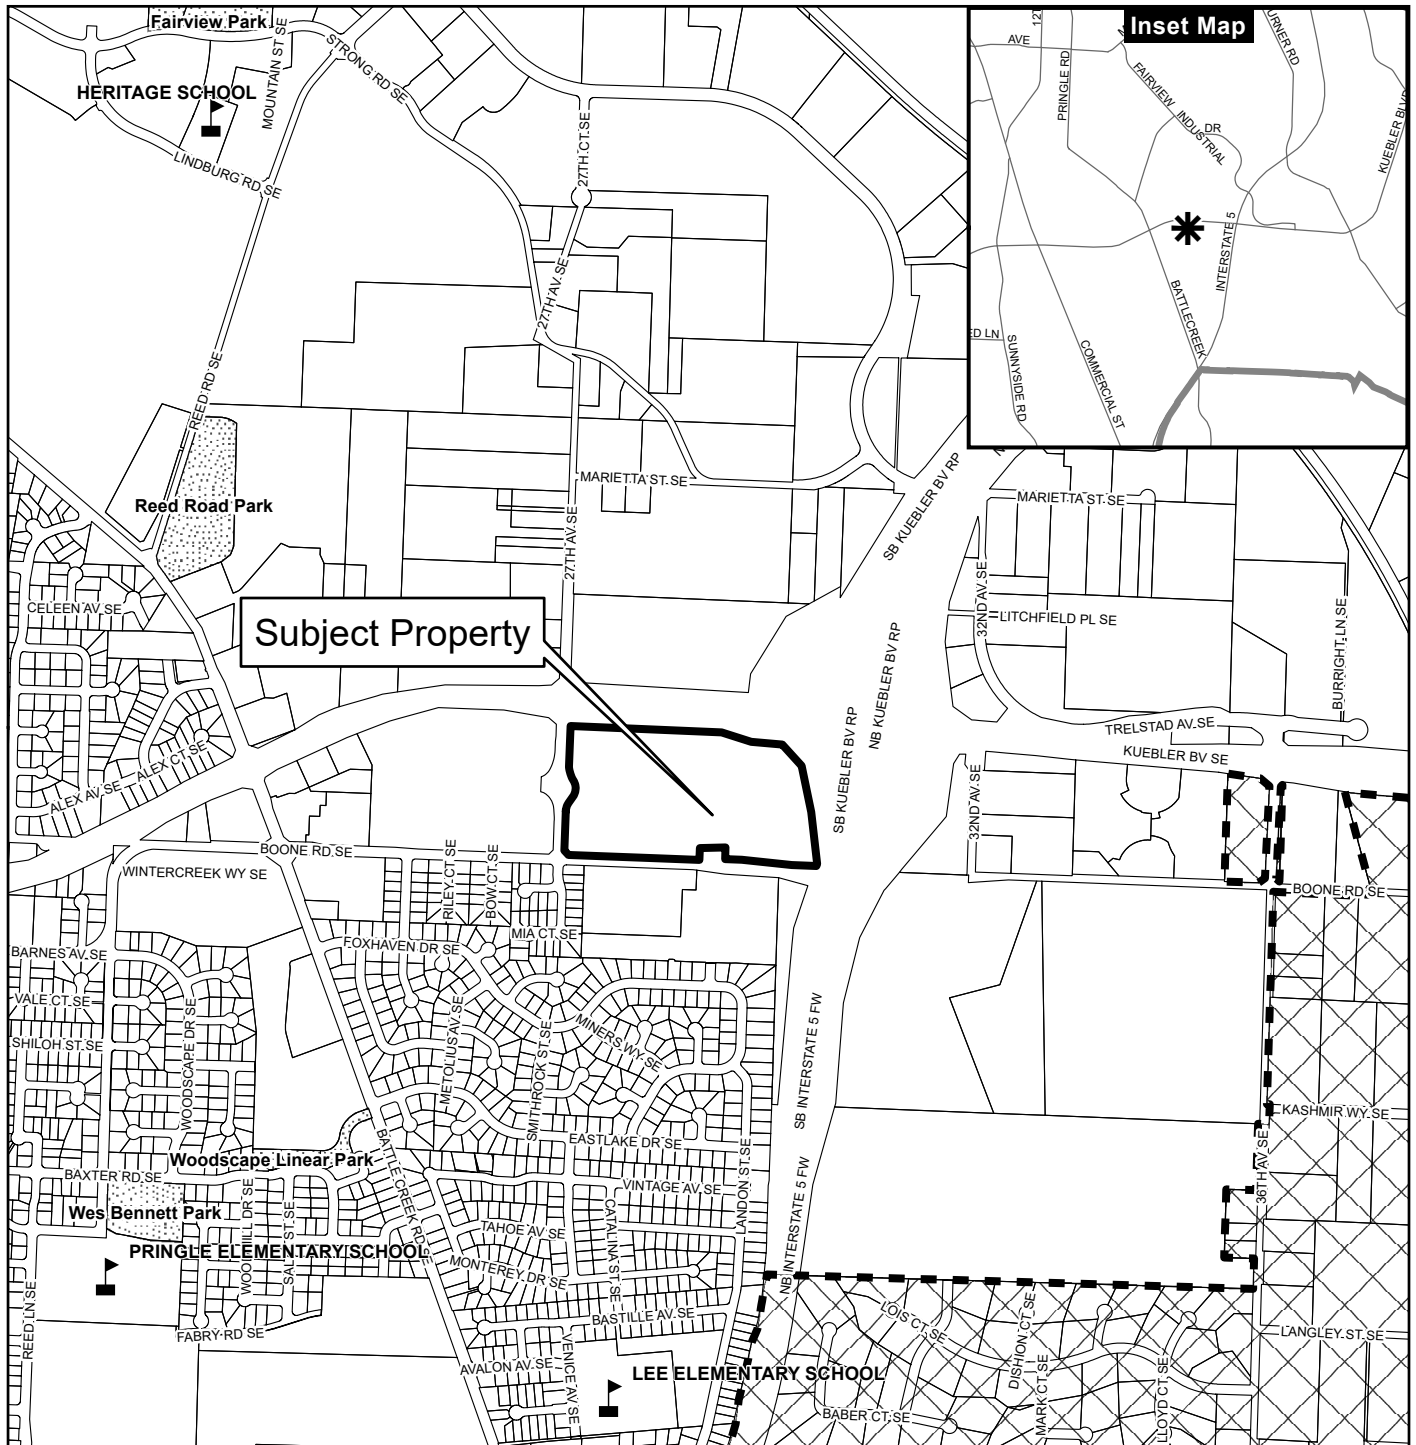 Fairview Park
STRONG RD SE
MOUNTAIN ST SE
HERITAGE SCHOOL
LINDBURG RD SE
27TH CT SE
27TH AV SE
REED RD SE
Reed Road Park
MARIETTA ST SE
27TH AV SE
SB KUEBLER BV RP
MARIETTA ST SE
32ND AV SE
LITCHFIELD PL SE
BURRIGHT LN SE
NB KUEBLER BV RP
SB KUEBLER BV RP
TRELSTAD AV SE
KUEBLER BV SE
32ND AV SE
CELEEN AV SE
Subject Property
ALEX CT SE
ALEX AV SE
BOONE RD SE
WINTERCREEK WY SE
RILEY CT SE
BOW CT SE
MIA CT SE
BOONE RD SE
FOXHAVEN DR SE
BARNES AV SE
VALE CT SE
SHILOH ST SE
WOODSCAPE DR SE
METOLIUS AV SE
SMITHROCK ST SE
MINERS WY SE
SB INTERSTATE 5 FW
KASHMIR WY SE
EASTLAKE DR SE
BATTLE CREEK RD SE
Woodscape Linear Park
BAXTER RD SE
VINTAGE AV SE
LANDON ST SE
36TH AV SE
Wes Bennett Park
TAHOE AV SE
CATALINA ST SE
NB INTERSTATE 5 FW
PRINGLE ELEMENTARY SCHOOL
MONTEREY DR SE
REED LN SE
FABRY RD SE
BASTILLE AV SE
LOIS CT SE
DISHION CT SE
LANGLEY ST SE
AVALON AV SE
VENICE AV SE
LEE ELEMENTARY SCHOOL
MARK CT SE
LLOYD CT SE
BABER CT SE
Inset Map
AVE
PRINGLE RD
FAIRVIEW INDUSTRIAL
DR
KUEBLER BLVD
INTERSTATE 5
BATTLECREEK
SUNNYSIDE RD
COMMERCIAL ST